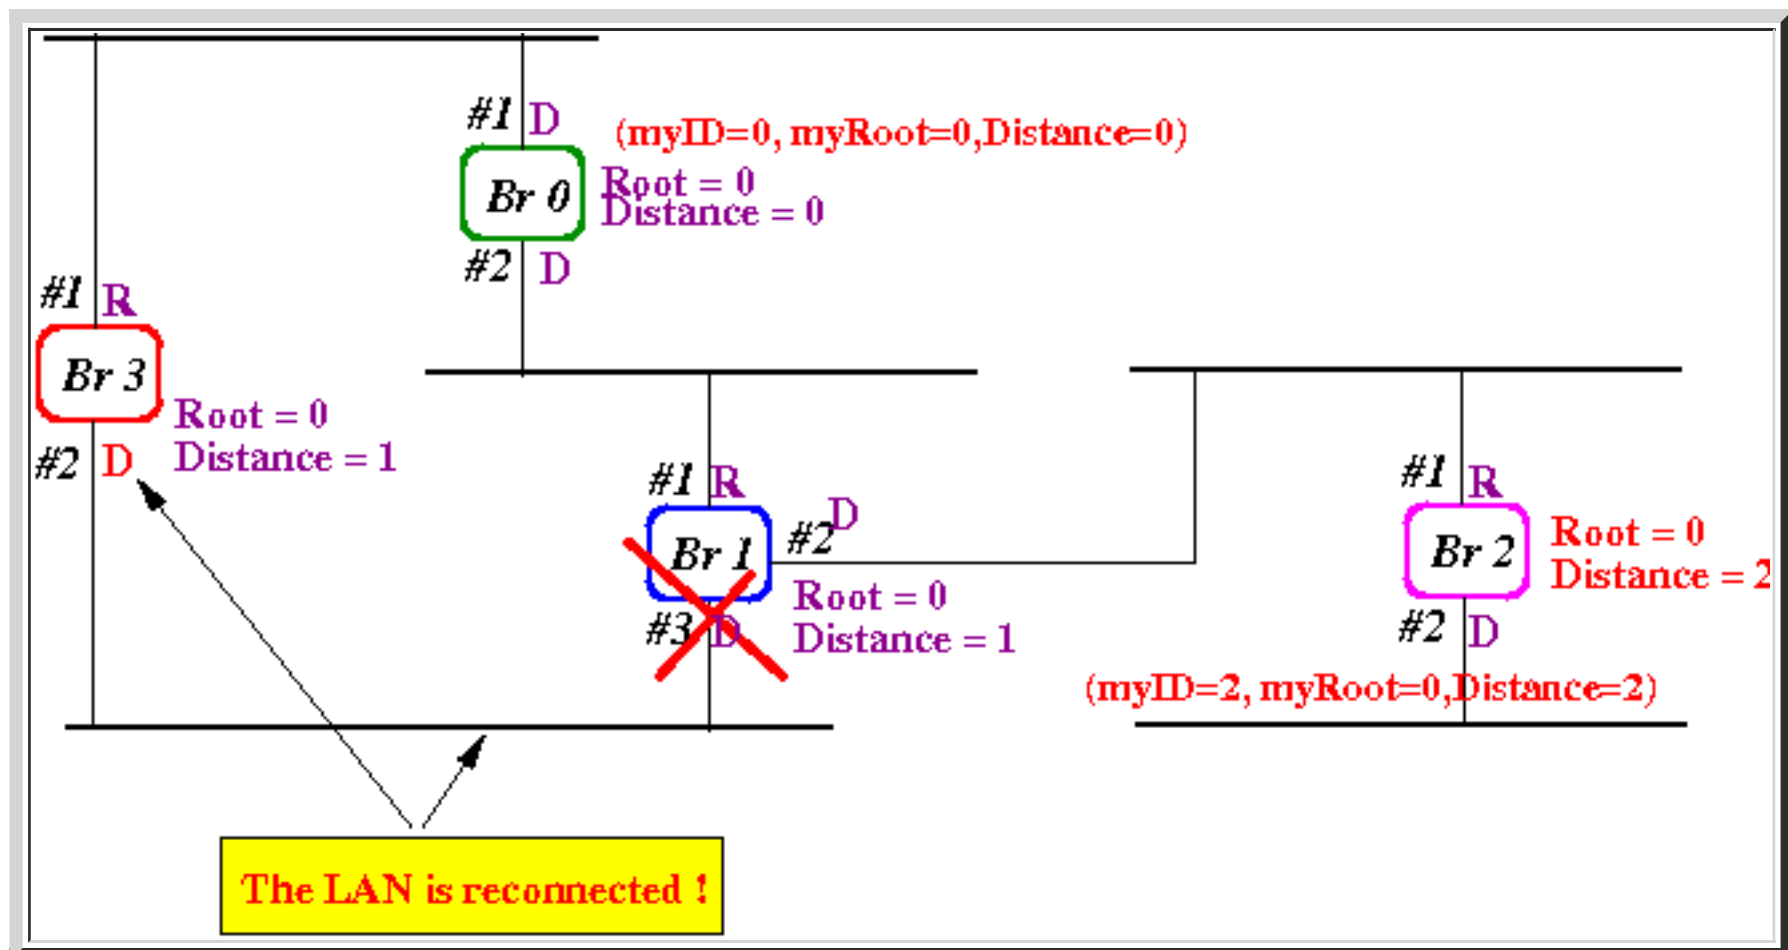 #1 D
(myID=0, myRoot=0,Distance=0)
Br 0
Root = 0
Distance = 0
#2 D
#1 R
Br 3
Root = 0
Distance = 1
#2 D
#1 R
Br 1
#2 D
Root = 0
Distance = 1
#3 D
#1 R
Br 2
Root = 0
Distance = 2
#2 D
(myID=2, myRoot=0,Distance=2)
The LAN is reconnected !